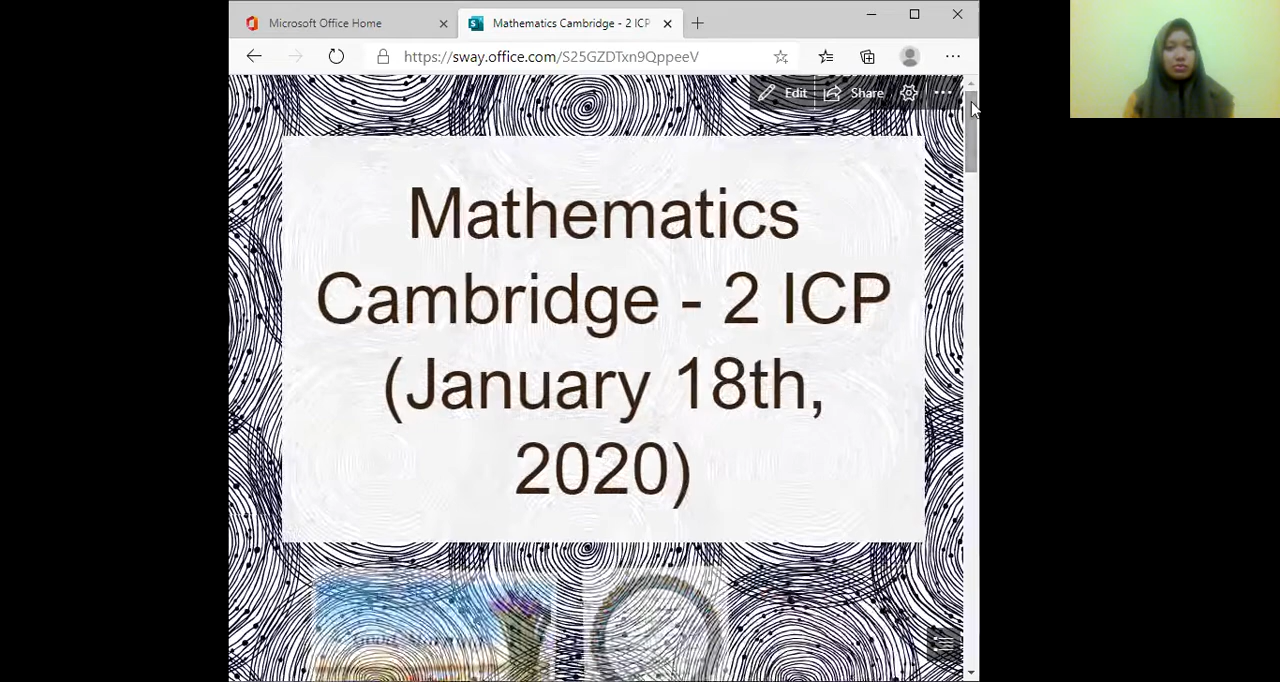 Microsoft Office Home
Mathematics Cambridge - 2 ICP
https://sway.office.com/S25GZDTxn9QppeeV
Edit
Share
Mathematics
Cambridge - 2 ICP
(January 18th,
2020)